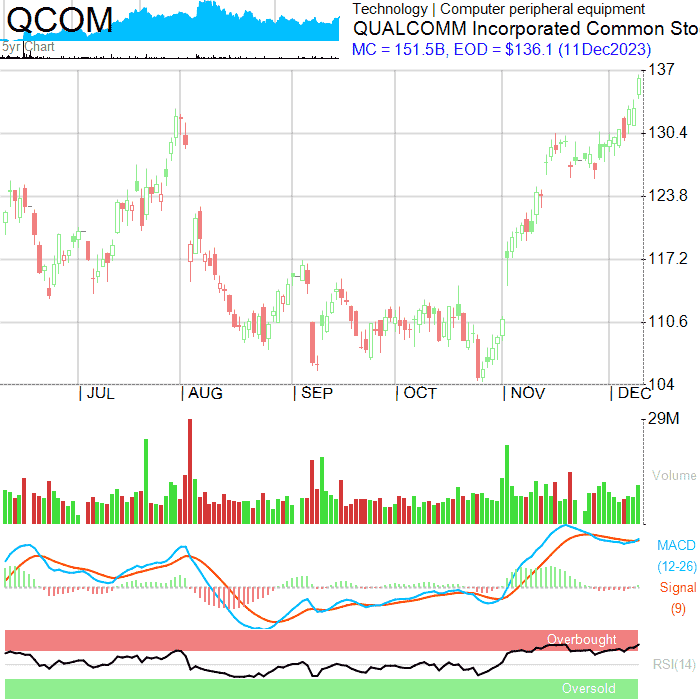 QCOM
5yr Chart
Technology | Computer peripheral equipment
QUALCOMM Incorporated Common Sto
MC = 151.5B, EOD = $136.1 (11Dec2023)
137
130.4
123.8
117.2
110.6
104
JUL
AUG
SEP
OCT
NOV
DEC
29M
Volume
MACD
(12-26)
Signal
(9)
Overbought
RSI(14)
Oversold